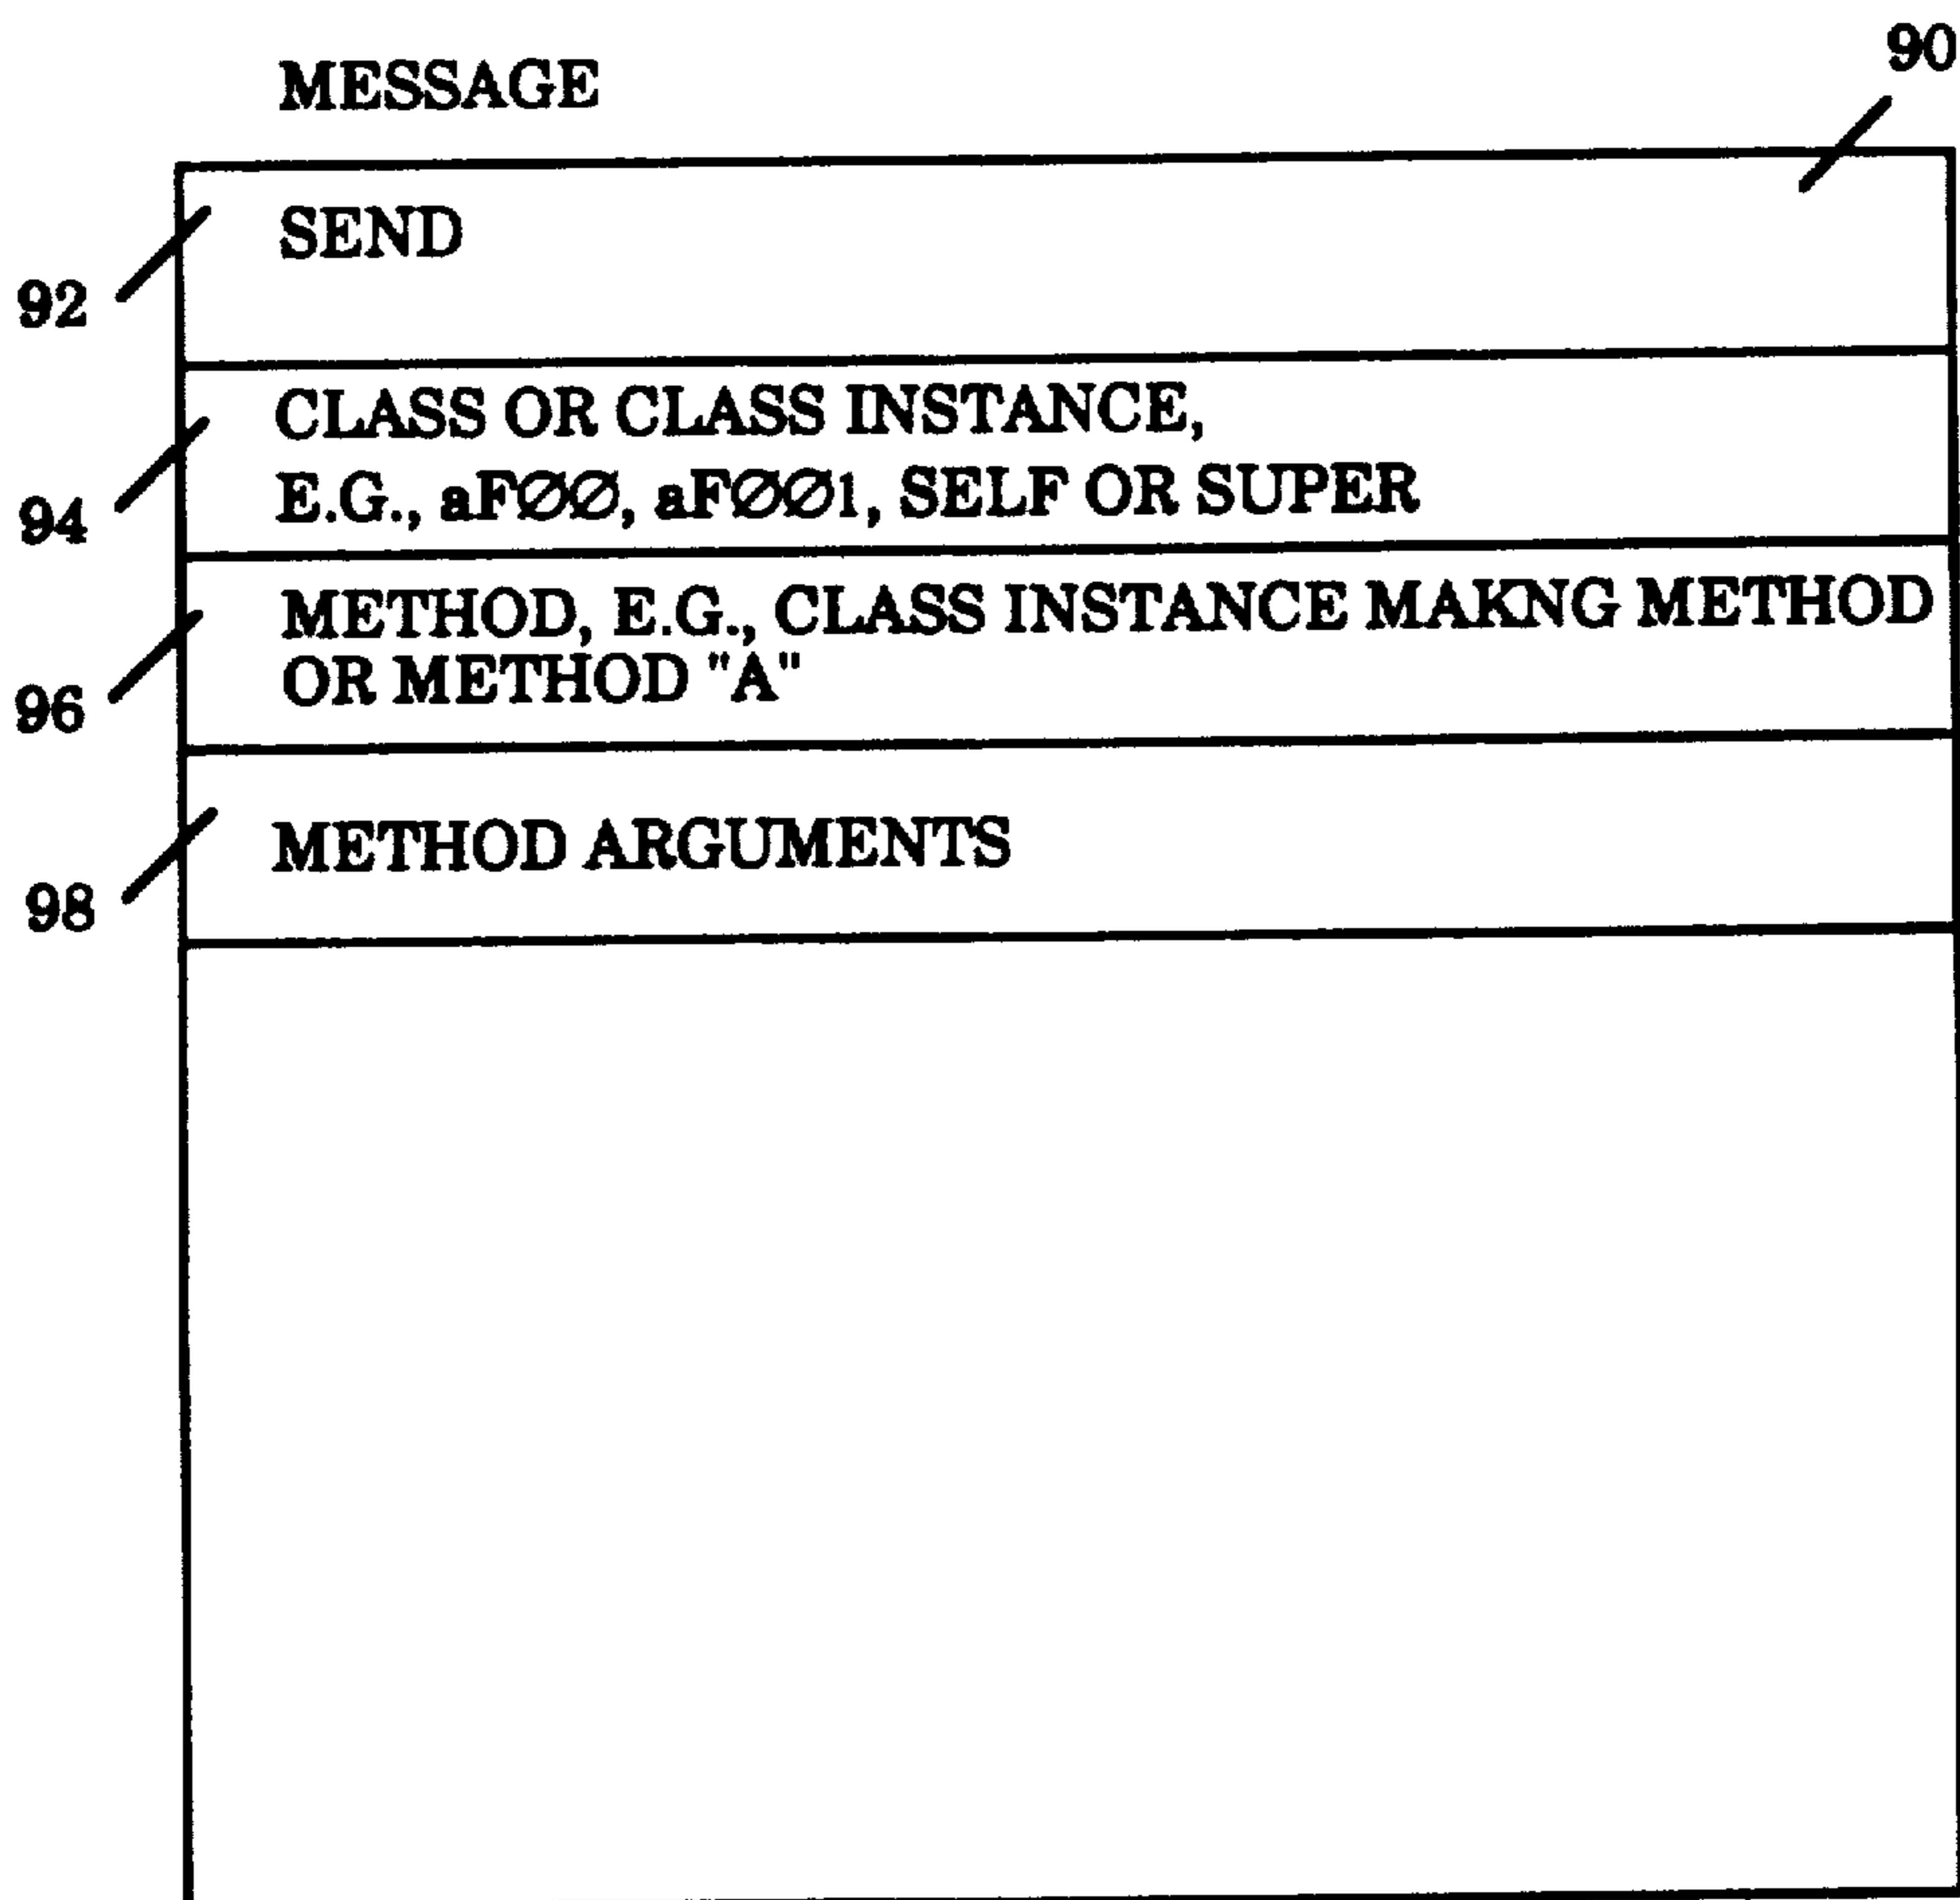 MESSAGE
90
SEND
92
CLASS OR CLASS INSTANCE,
E.G., aFØØ, aFØØ1, SELF OR SUPER
94
METHOD, E.G., CLASS INSTANCE MAKNG METHOD
OR METHOD "A"
96
METHOD ARGUMENTS
98